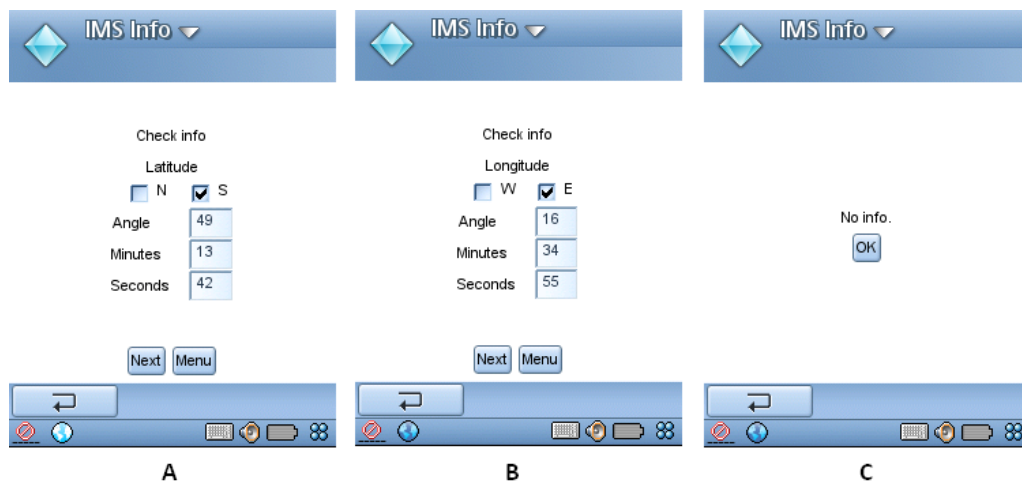 IMS Info
Check info
Latitude
N S
Angle 49
Minutes 13
Seconds 42
Next Menu
A
IMS Info
Check info
Longitude
W E
Angle 16
Minutes 34
Seconds 55
Next Menu
B
IMS Info
No info.
OK
C